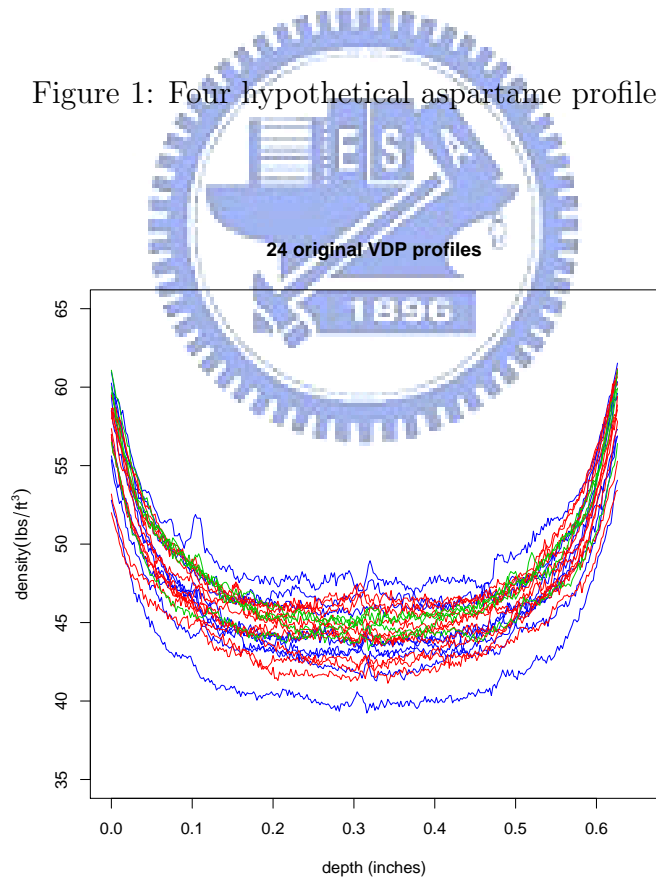 Figure 1: Four hypothetical aspartame profile
E S A
1896
24 original VDP profiles
density(lbs/ft³)
65
60
55
50
45
40
35
0.0 0.1 0.2 0.3 0.4 0.5 0.6
depth (inches)